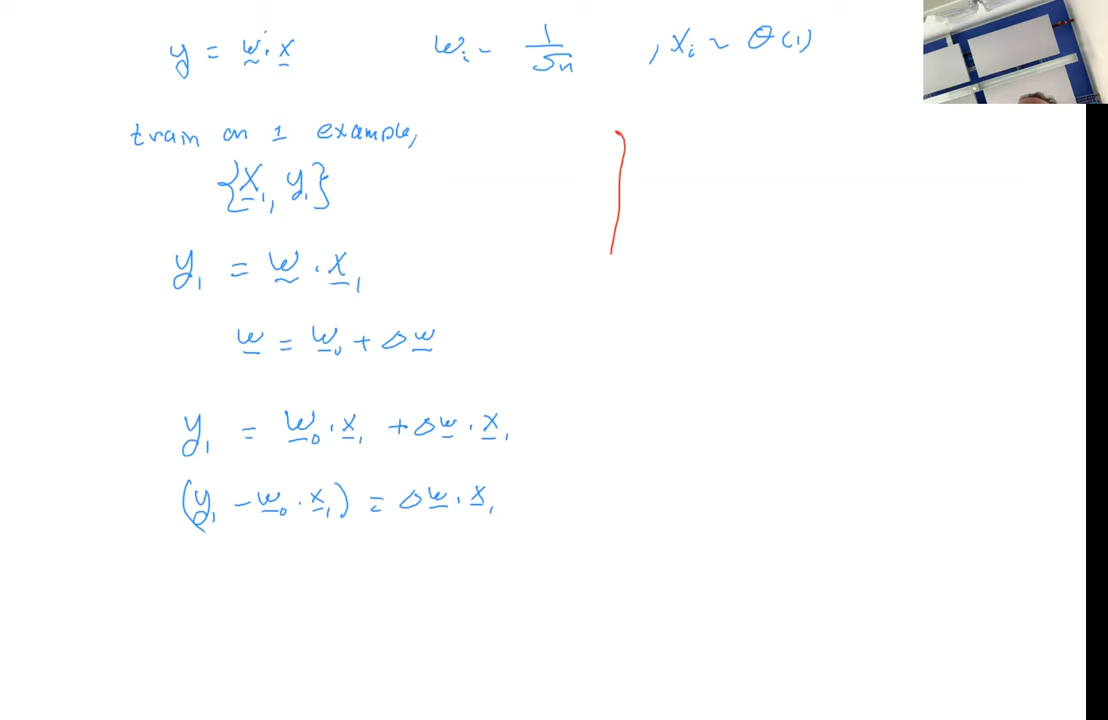 y = w · x        wᵢ ~ 1/√n    , xᵢ ~ θ(1)
train on 1 example,
{x₁, y₁}
y₁ = w · x₁
w = w₀ + Δw
y₁ = w₀ · x₁ + Δw · x₁
(y₁ − w₀ · x₁) = Δw · x₁